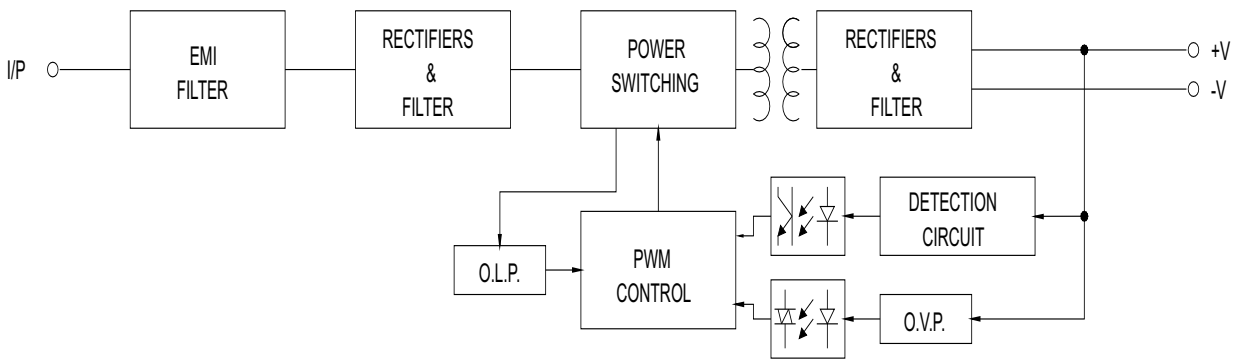 I/P
EMI
FILTER
RECTIFIERS
&
FILTER
POWER
SWITCHING
RECTIFIERS
&
FILTER
+V
-V
DETECTION
CIRCUIT
O.L.P.
PWM
CONTROL
O.V.P.